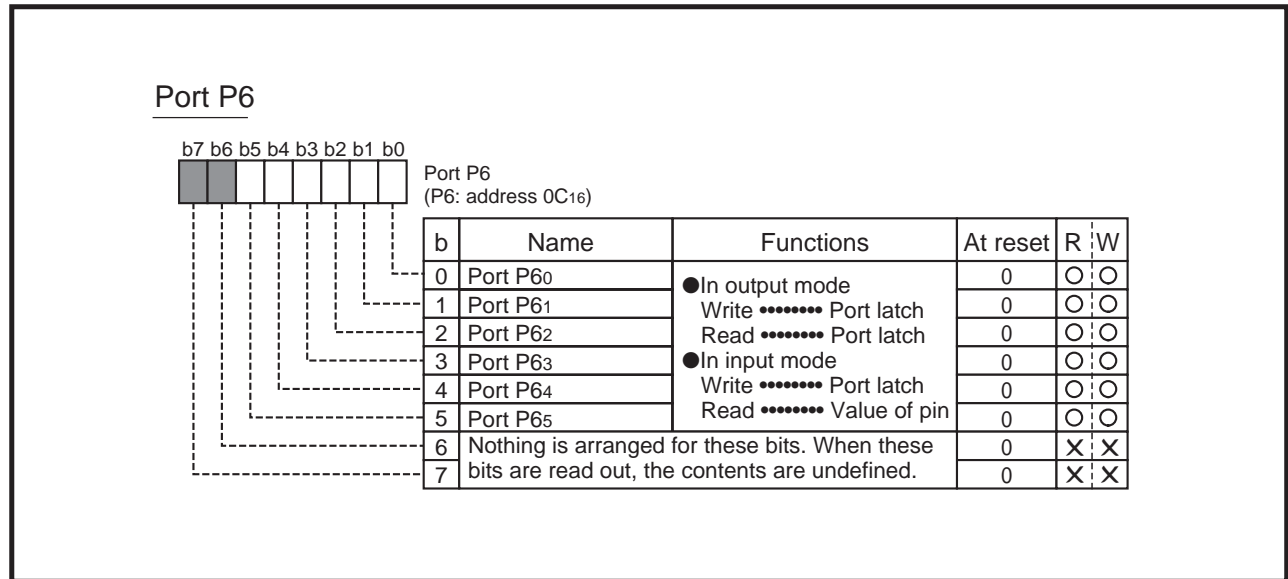 Port P6
b7 b6 b5 b4 b3 b2 b1 b0
Port P6
(P6: address 0C16)
b Name Functions At reset R W
0 Port P60 0 O O
1 Port P61 0 O O
2 Port P62 0 O O
3 Port P63 0 O O
4 Port P64 0 O O
5 Port P65 0 O O
●In output mode
Write •••••••• Port latch
Read •••••••• Port latch
●In input mode
Write •••••••• Port latch
Read •••••••• Value of pin
6 Nothing is arranged for these bits. When these 0 X X
7 bits are read out, the contents are undefined. 0 X X